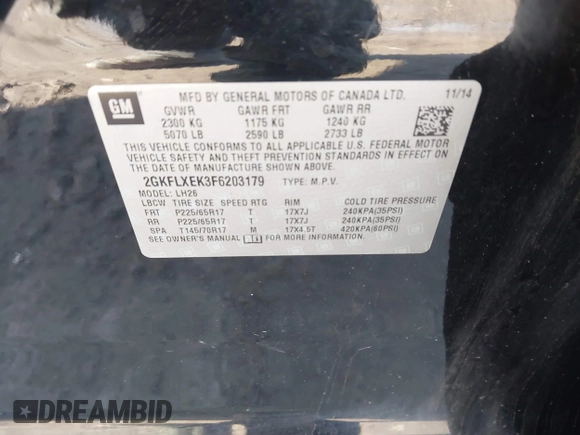 GM
MFD BY GENERAL MOTORS OF CANADA LTD. 11/14
GVWR GAWR FRT GAWR RR
2300 KG 1175 KG 1240 KG
5070 LB 2590 LB 2733 LB
THIS VEHICLE CONFORMS TO ALL APPLICABLE U.S. FEDERAL MOTOR
VEHICLE SAFETY AND THEFT PREVENTION STANDARDS IN EFFECT ON
THE DATE OF MANUFACTURE SHOWN ABOVE.
2GKFLXEK3F6203179 TYPE: M.P.V.
MODEL: LH26
LBCW TIRE SIZE SPEED RTG RIM COLD TIRE PRESSURE
FRT P225/65R17 T 17X7J 240KPA(35PSI)
RR P225/65R17 T 17X7J 240KPA(35PSI)
SPA T145/70R17 M 17X4.5T 420KPA(60PSI)
SEE OWNER'S MANUAL FOR MORE INFORMATION.
DREAMBID